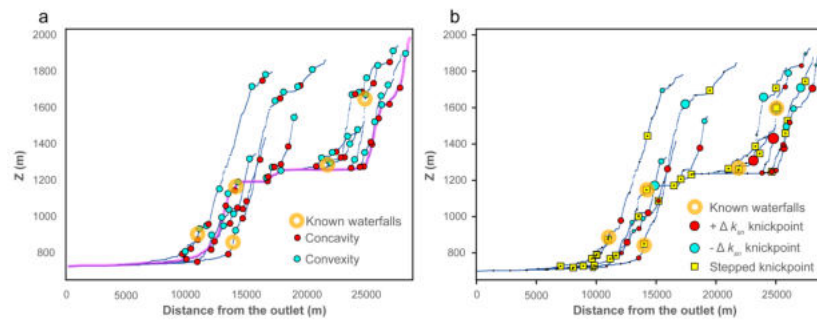 a
b
2000
1800
1600
1400
1200
1000
800
Z (m)
0
5000
10000
15000
20000
25000
Distance from the outlet (m)
Known waterfalls
Concavity
Convexity
2000
1800
1600
1400
1200
1000
800
Z (m)
0
5000
10000
15000
20000
25000
Distance from the outlet (m)
Known waterfalls
+ Δ ksn knickpoint
- Δ ksn knickpoint
Stepped knickpoint